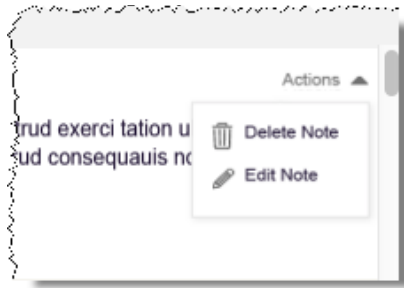 Actions
trud exerci tation u
Delete Note
ud consequauis no
Edit Note